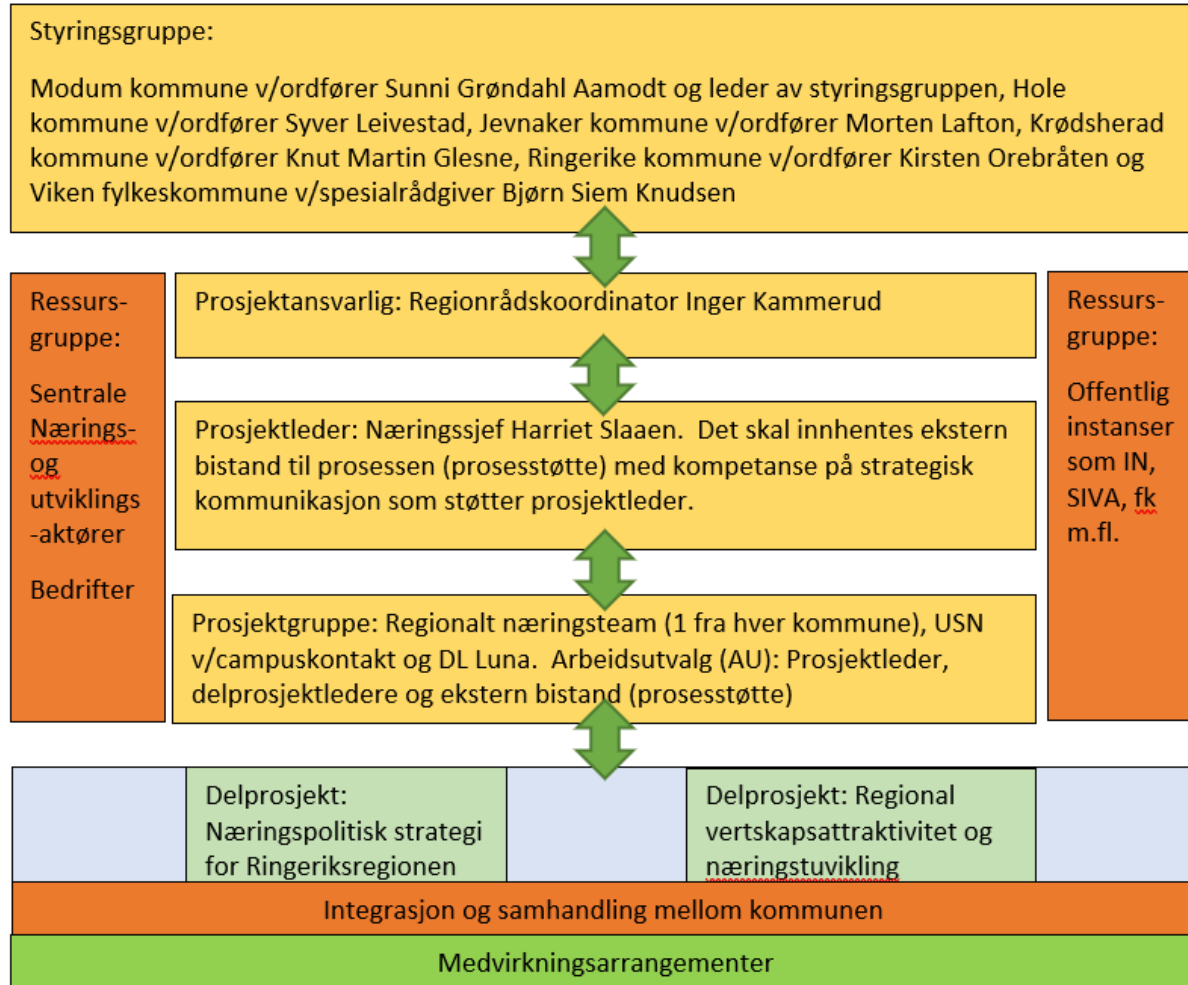 Styringsgruppe:
Modum kommune v/ordfører Sunni Grøndahl Aamodt og leder av styringsgruppen, Hole
kommune v/ordfører Syver Leivestad, Jevnaker kommune v/ordfører Morten Lafton, Krødsherad
kommune v/ordfører Knut Martin Glesne, Ringerike kommune v/ordfører Kirsten Orebråten og
Viken fylkeskommune v/spesialrådgiver Bjørn Siem Knudsen
Ressurs-
gruppe:
Sentrale
Nærings-
og
utviklings
-aktører
Bedrifter
Prosjektansvarlig: Regionrådskoordinator Inger Kammerud
Prosjektleder: Næringssjef Harriet Slaaen.  Det skal innhentes ekstern
bistand til prosessen (prosesstøtte) med kompetanse på strategisk
kommunikasjon som støtter prosjektleder.
Prosjektgruppe: Regionalt næringsteam (1 fra hver kommune), USN
v/campuskontakt og DL Luna.  Arbeidsutvalg (AU): Prosjektleder,
delprosjektledere og ekstern bistand (prosesstøtte)
Ressurs-
gruppe:
Offentlig
instanser
som IN,
SIVA, fk
m.fl.
Delprosjekt:
Næringspolitisk strategi
for Ringeriksregionen
Delprosjekt: Regional
vertskapsattraktivitet og
næringstuvikling
Integrasjon og samhandling mellom kommunen
Medvirkningsarrangementer